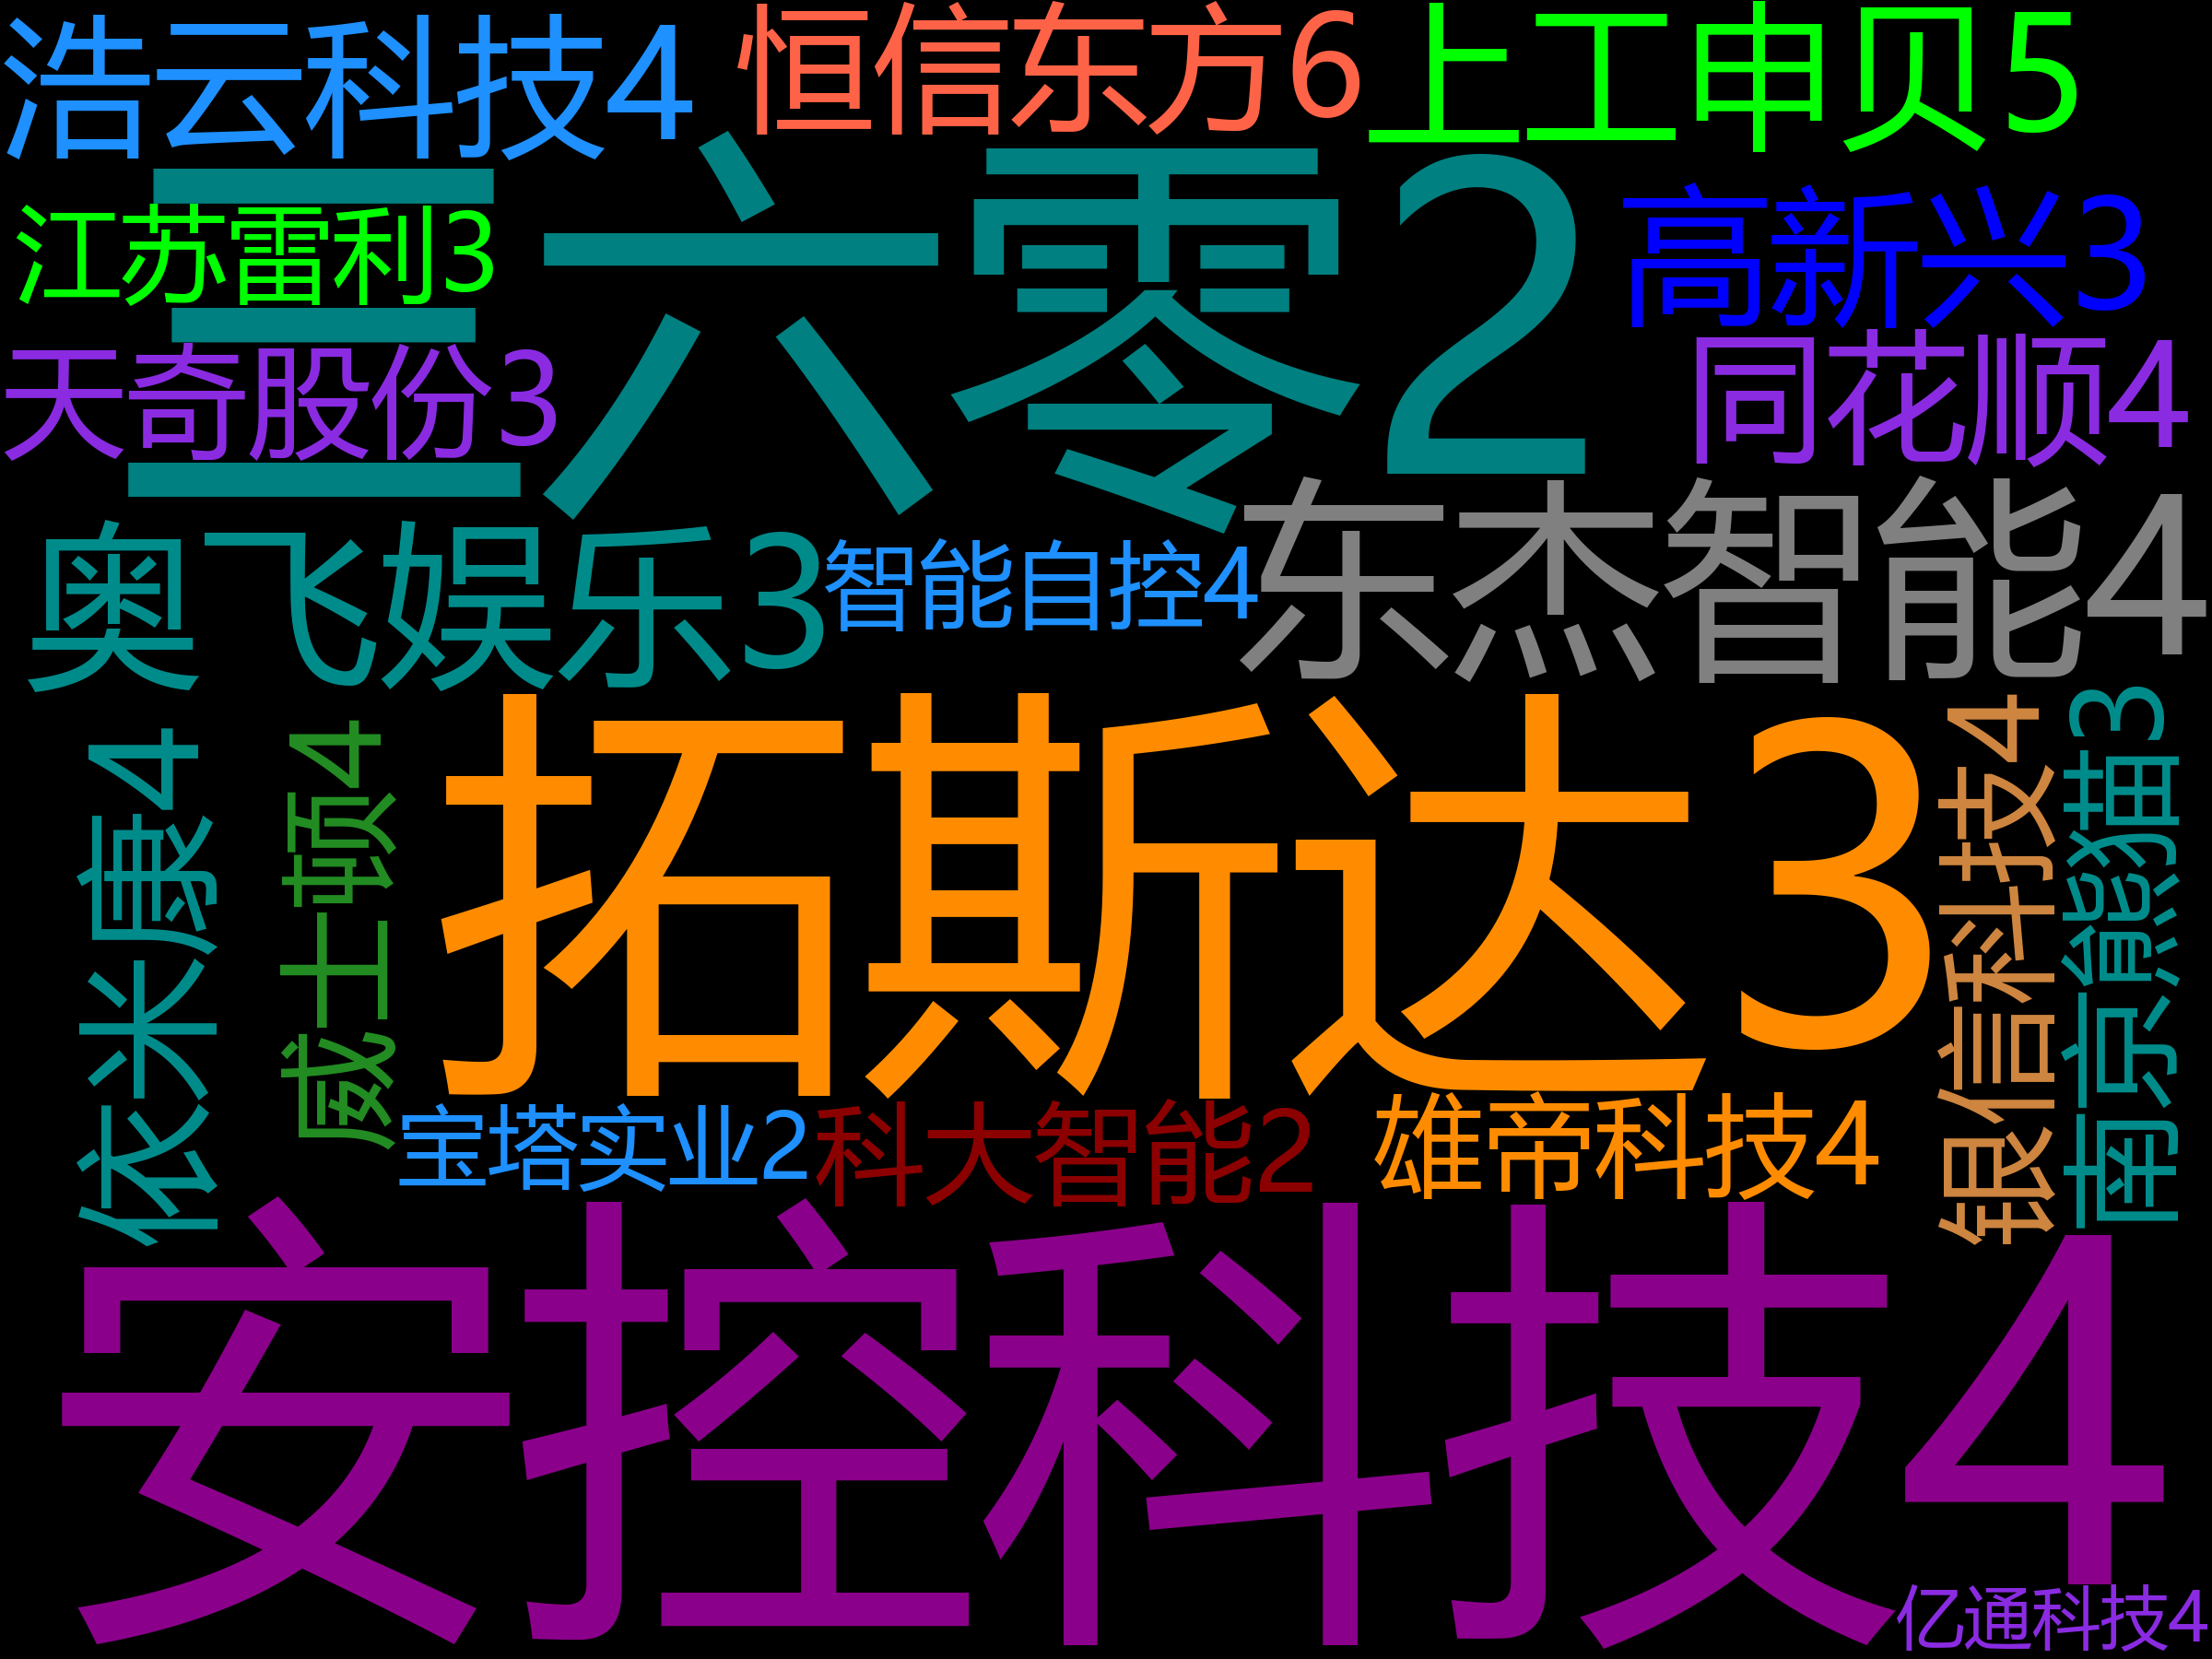 浩云科技4
恒信东方6
上工申贝5
三六零2
江苏雷利3
高新兴3
天奇股份3
同花顺4
奥飞娱乐3
智能自控4
东杰智能4
依米康4
威士顿4
拓斯达3
银信科技4
南京熊猫3
宝塔实业2
科大智能2
雄帝科技4
安控科技4
亿通科技4